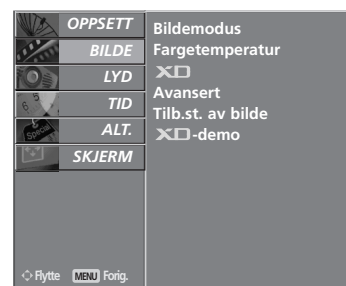 OPPSETT
BILDE
LYD
TID
ALT.
SKJERM
Flytte MENU Forig.
Bildemodus
Fargetemperatur
XD
Avansert
Tilb.st. av bilde
XD-demo